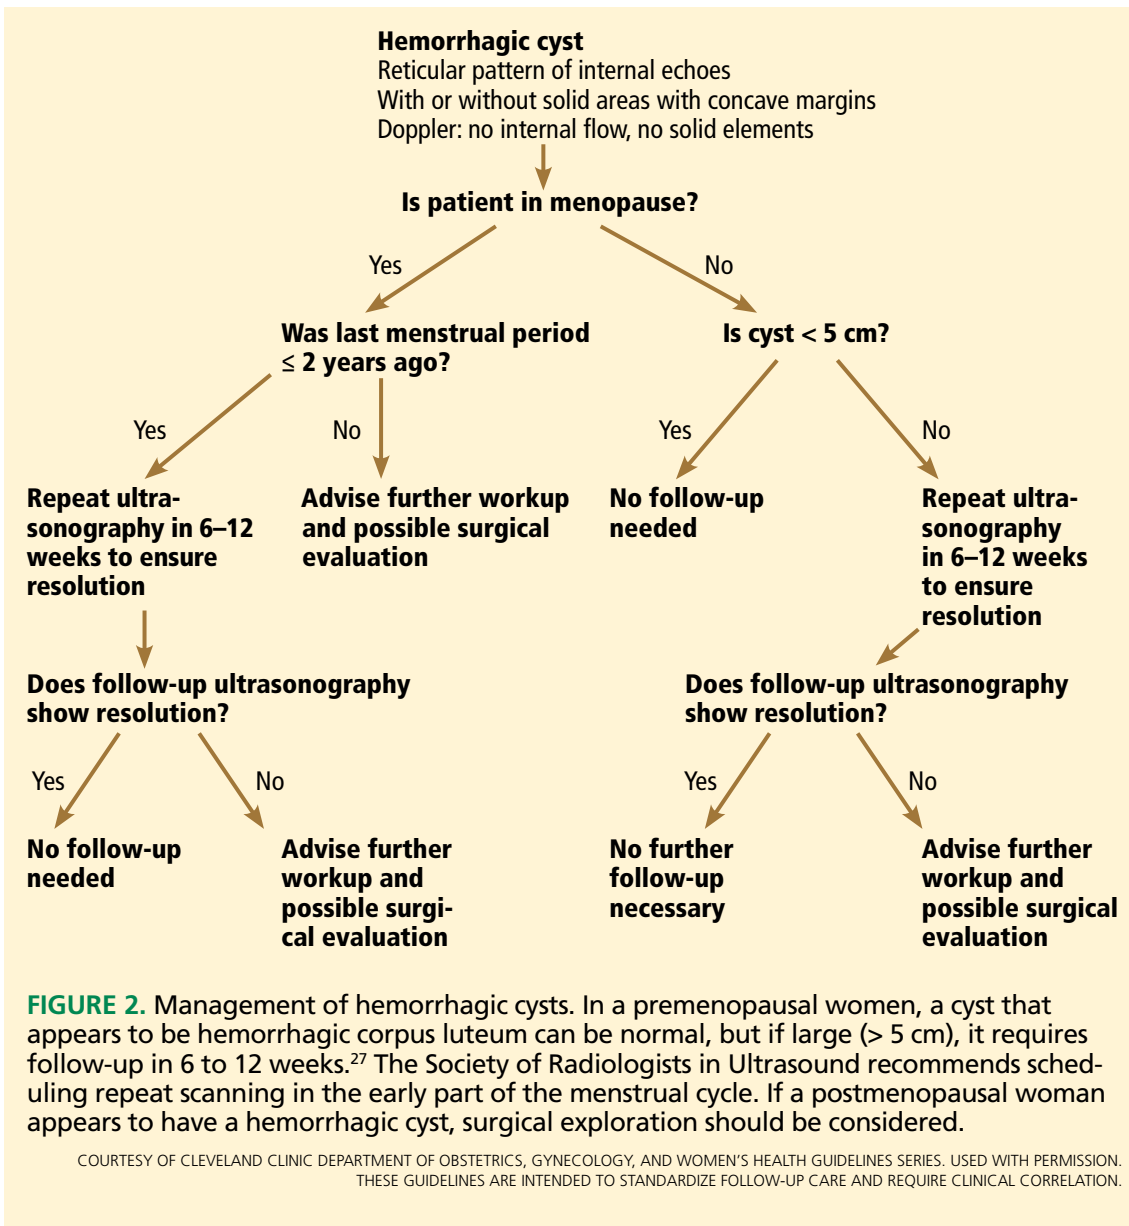 Hemorrhagic cyst
Reticular pattern of internal echoes
With or without solid areas with concave margins
Doppler: no internal flow, no solid elements
Is patient in menopause?
Yes
No
Was last menstrual period
≤ 2 years ago?
Is cyst < 5 cm?
Yes
No
Yes
No
Repeat ultra-
sonography in 6–12
weeks to ensure
resolution
Advise further workup
and possible surgical
evaluation
No follow-up
needed
Repeat ultra-
sonography
in 6–12 weeks
to ensure
resolution
Does follow-up ultrasonography
show resolution?
Does follow-up ultrasonography
show resolution?
Yes
No
Yes
No
No follow-up
needed
Advise further
workup and
possible surgi-
cal evaluation
No further
follow-up
necessary
Advise further
workup and
possible surgical
evaluation
FIGURE 2. Management of hemorrhagic cysts. In a premenopausal women, a cyst that
appears to be hemorrhagic corpus luteum can be normal, but if large (> 5 cm), it requires
follow-up in 6 to 12 weeks.²⁷ The Society of Radiologists in Ultrasound recommends sched-
uling repeat scanning in the early part of the menstrual cycle. If a postmenopausal woman
appears to have a hemorrhagic cyst, surgical exploration should be considered.
COURTESY OF CLEVELAND CLINIC DEPARTMENT OF OBSTETRICS, GYNECOLOGY, AND WOMEN'S HEALTH GUIDELINES SERIES. USED WITH PERMISSION.
THESE GUIDELINES ARE INTENDED TO STANDARDIZE FOLLOW-UP CARE AND REQUIRE CLINICAL CORRELATION.